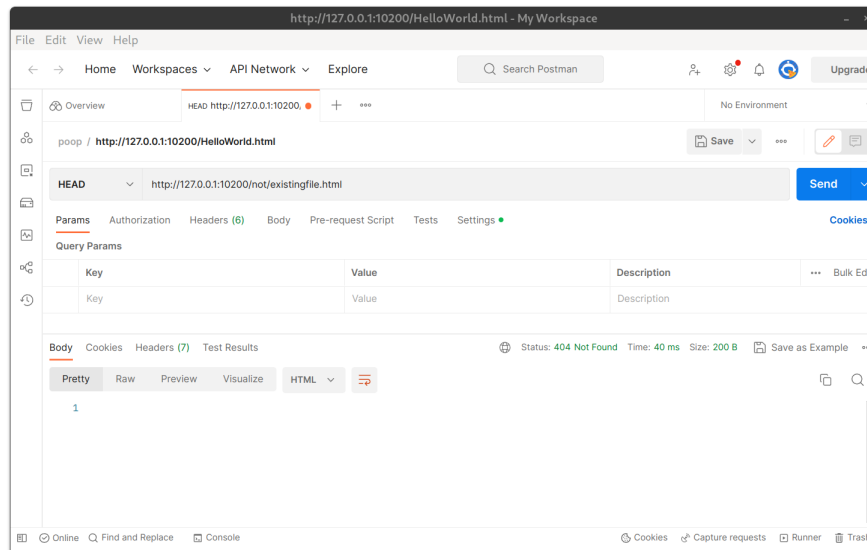 http://127.0.0.1:10200/HelloWorld.html - My Workspace
File Edit View Help
Home Workspaces API Network Explore Search Postman
Overview HEAD http://127.0.0.1:10200, No Environment
poop / http://127.0.0.1:10200/HelloWorld.html Save
HEAD http://127.0.0.1:10200/not/existingfile.html Send
Params Authorization Headers (6) Body Pre-request Script Tests Settings Cookies
Query Params
Key Value Description Bulk Ed
Key Value Description
Body Cookies Headers (7) Test Results Status: 404 Not Found Time: 40 ms Size: 200 B Save as Example
Pretty Raw Preview Visualize HTML
1
Online Find and Replace Console Cookies Capture requests Runner